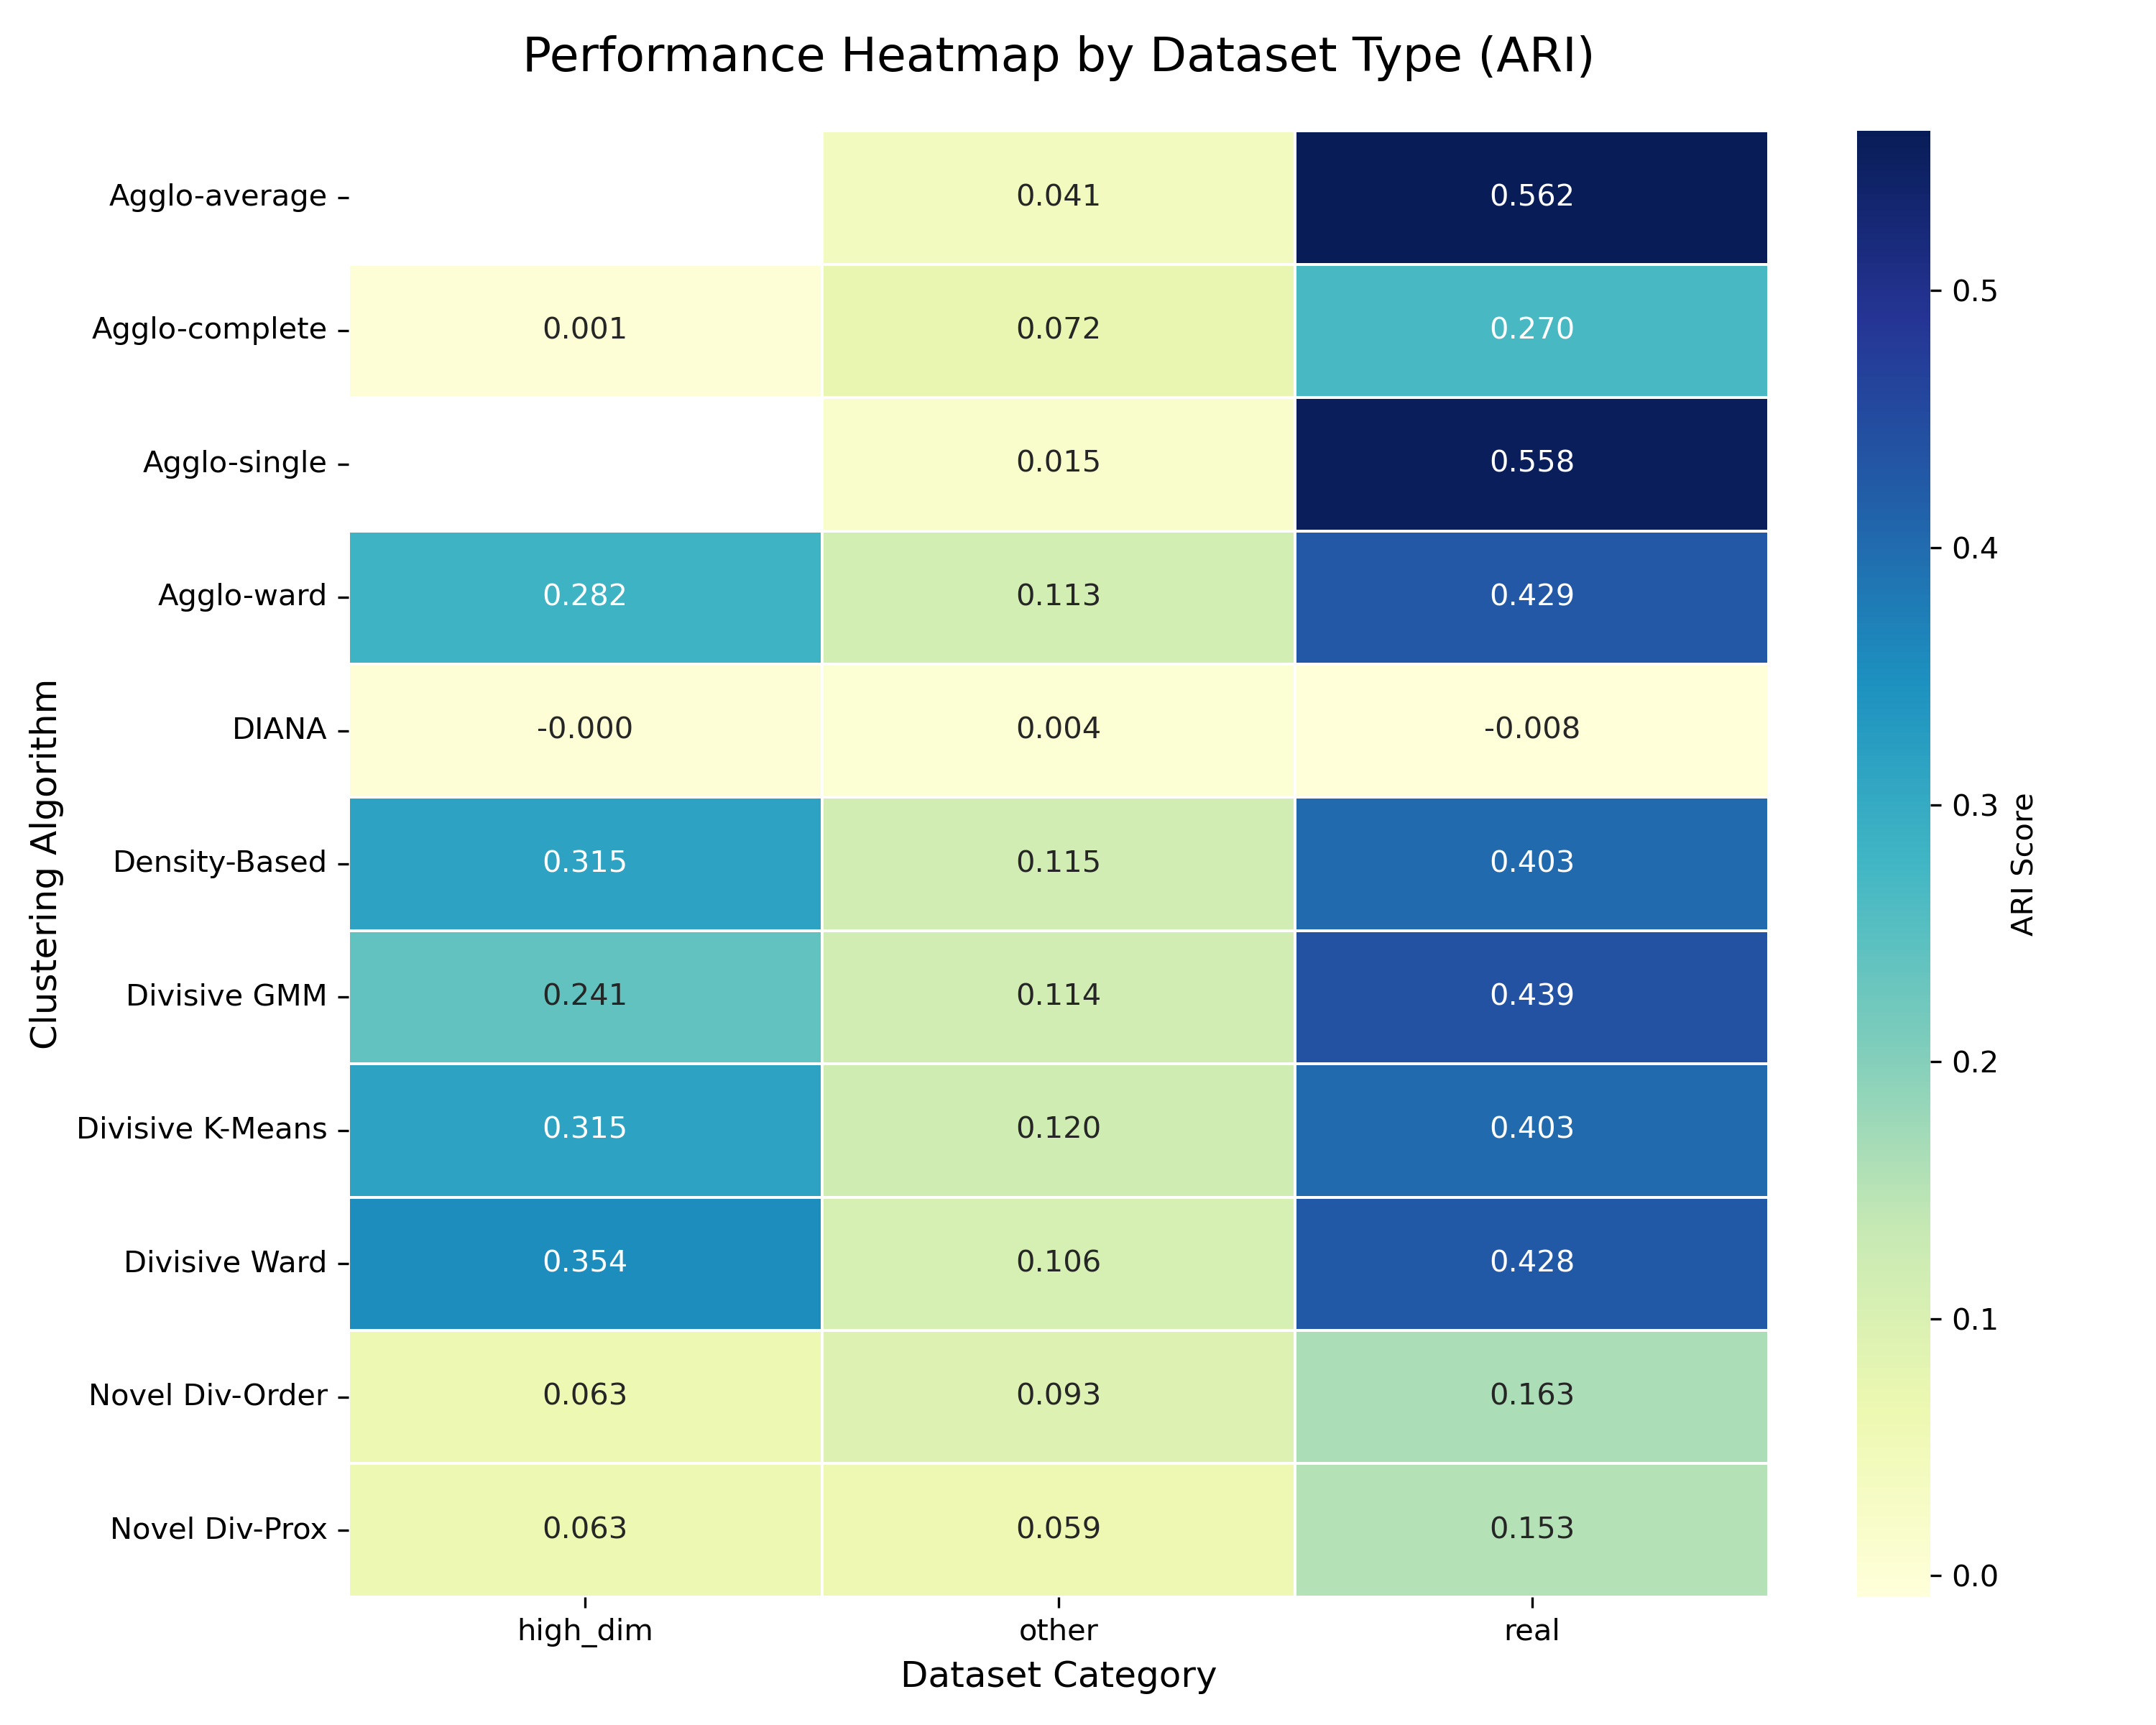 Performance Heatmap by Dataset Type (ARI)
Agglo-average 0.041 0.562
Agglo-complete 0.001 0.072 0.270
Agglo-single 0.015 0.558
Agglo-ward 0.282 0.113 0.429
DIANA -0.000 0.004 -0.008
Density-Based 0.315 0.115 0.403
Divisive GMM 0.241 0.114 0.439
Divisive K-Means 0.315 0.120 0.403
Divisive Ward 0.354 0.106 0.428
Novel Div-Order 0.063 0.093 0.163
Novel Div-Prox 0.063 0.059 0.153
high_dim other real
Dataset Category
Clustering Algorithm
0.5
0.4
0.3
0.2
0.1
0.0
ARI Score